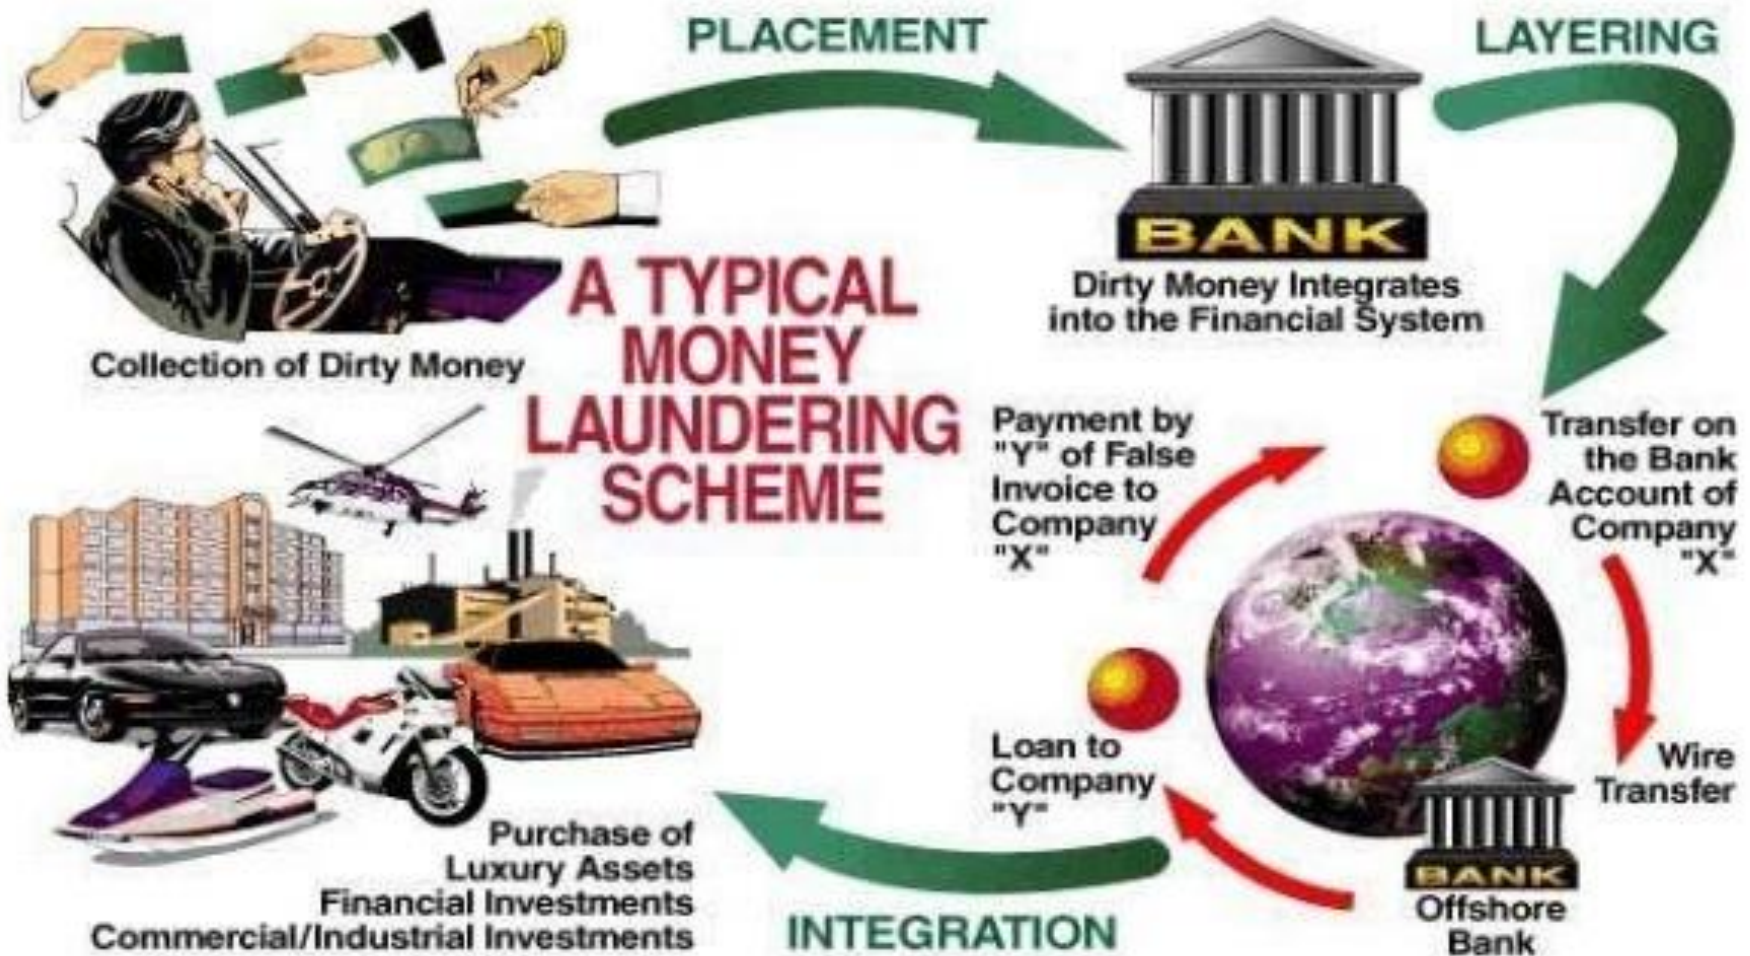 PLACEMENT
LAYERING
BANK
Dirty Money Integrates
into the Financial System
Collection of Dirty Money
A TYPICAL
MONEY
LAUNDERING
SCHEME
Payment by
"Y" of False
Invoice to
Company
"X"
Transfer on
the Bank
Account of
Company
"X"
Wire
Transfer
Loan to
Company
"Y"
BANK
Offshore
Bank
INTEGRATION
Purchase of
Luxury Assets
Financial Investments
Commercial/Industrial Investments